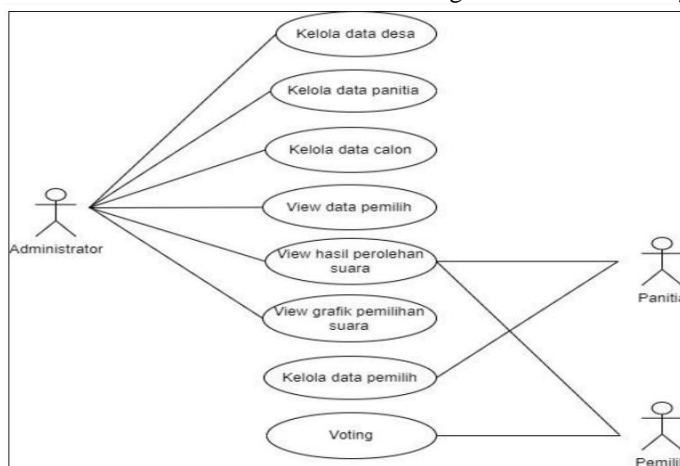 Kelola data desa
Kelola data panitia
Kelola data calon
View data pemilih
Administrator
View hasil perolehan
suara
Panitia
View grafik pemilihan
suara
Kelola data pemilih
Voting
Pemilih